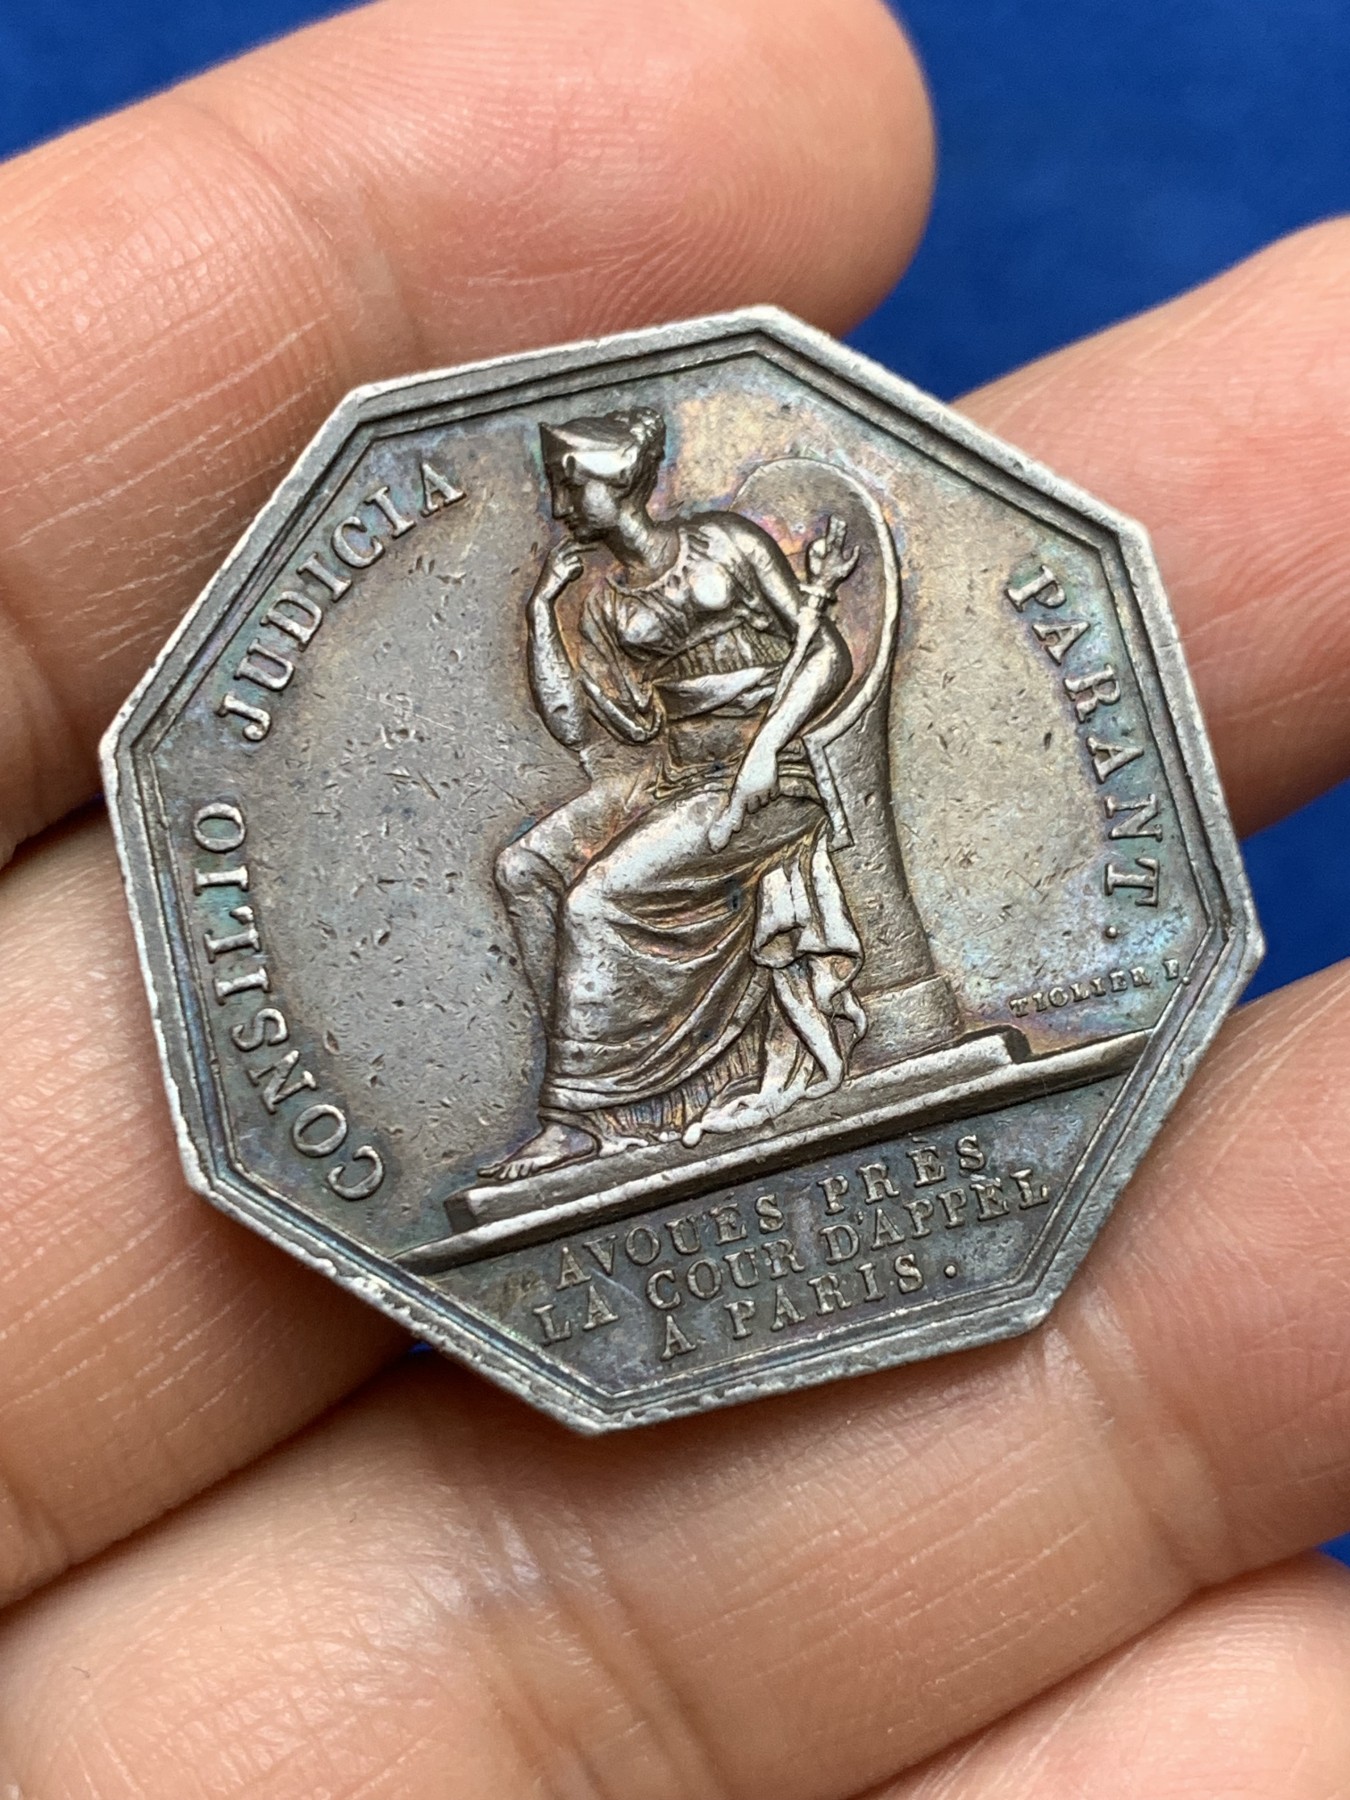 CONSILIO JUDICIA PARANT.
TIOLIER F.
AVOUÉS PRÈS
LA COUR D'APPEL
A PARIS.